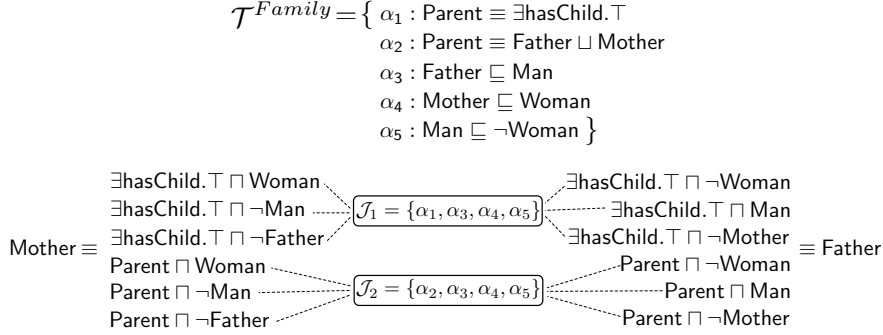 𝒯^Family = { α₁ : Parent ≡ ∃hasChild.⊤
α₂ : Parent ≡ Father ⊔ Mother
α₃ : Father ⊑ Man
α₄ : Mother ⊑ Woman
α₅ : Man ⊑ ¬Woman }
∃hasChild.⊤ ⊓ Woman
∃hasChild.⊤ ⊓ ¬Man
∃hasChild.⊤ ⊓ ¬Father
Mother ≡
Parent ⊓ Woman
Parent ⊓ ¬Man
Parent ⊓ ¬Father
𝒥₁ = {α₁, α₃, α₄, α₅}
𝒥₂ = {α₂, α₃, α₄, α₅}
∃hasChild.⊤ ⊓ ¬Woman
∃hasChild.⊤ ⊓ Man
∃hasChild.⊤ ⊓ ¬Mother
≡ Father
Parent ⊓ ¬Woman
Parent ⊓ Man
Parent ⊓ ¬Mother